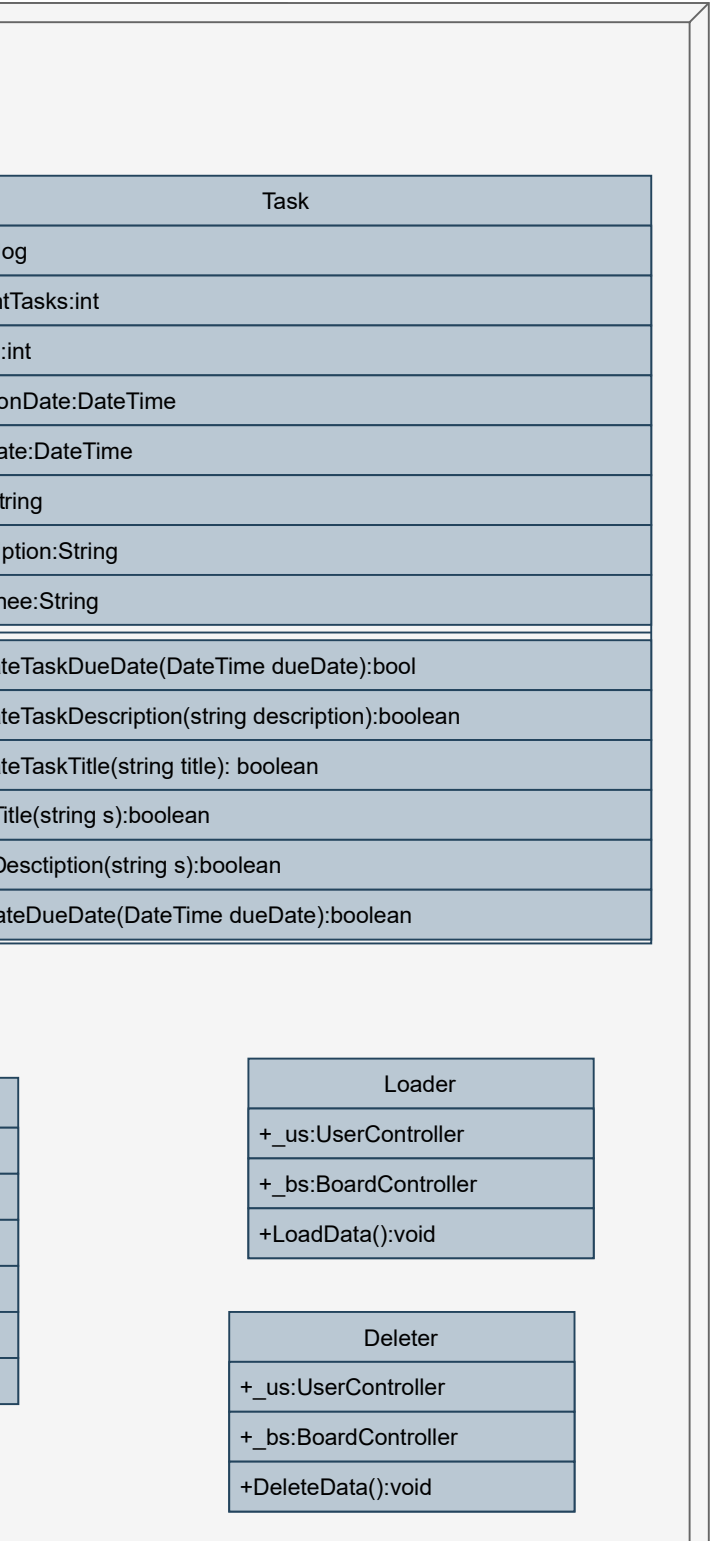 Task
og
tTasks:int
:int
onDate:DateTime
ate:DateTime
tring
ption:String
nee:String
teTaskDueDate(DateTime dueDate):bool
teTaskDescription(string description):boolean
teTaskTitle(string title): boolean
Title(string s):boolean
Desctiption(string s):boolean
ateDueDate(DateTime dueDate):boolean
Loader
+_us:UserController
+_bs:BoardController
+LoadData():void
Deleter
+_us:UserController
+_bs:BoardController
+DeleteData():void